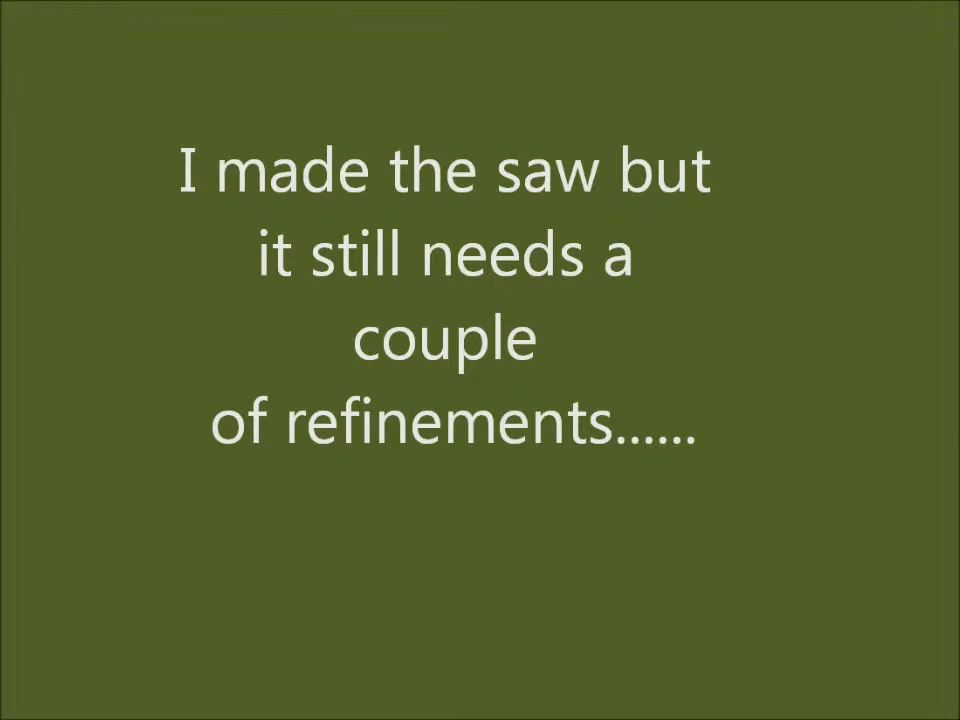 I made the saw but
it still needs a
couple
of refinements......